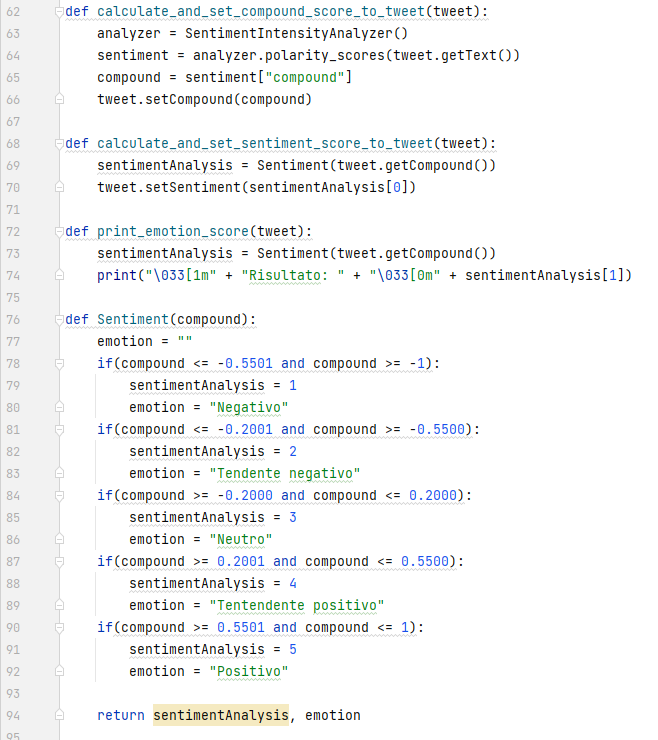 62 def calculate_and_set_compound_score_to_tweet(tweet):
63     analyzer = SentimentIntensityAnalyzer()
64     sentiment = analyzer.polarity_scores(tweet.getText())
65     compound = sentiment["compound"]
66     tweet.setCompound(compound)
67
68 def calculate_and_set_sentiment_score_to_tweet(tweet):
69     sentimentAnalysis = Sentiment(tweet.getCompound())
70     tweet.setSentiment(sentimentAnalysis[0])
71
72 def print_emotion_score(tweet):
73     sentimentAnalysis = Sentiment(tweet.getCompound())
74     print("\033[1m" + "Risultato: " + "\033[0m" + sentimentAnalysis[1])
75
76 def Sentiment(compound):
77     emotion = ""
78     if(compound <= -0.5501 and compound >= -1):
79         sentimentAnalysis = 1
80         emotion = "Negativo"
81     if(compound <= -0.2001 and compound >= -0.5500):
82         sentimentAnalysis = 2
83         emotion = "Tendente negativo"
84     if(compound >= -0.2000 and compound <= 0.2000):
85         sentimentAnalysis = 3
86         emotion = "Neutro"
87     if(compound >= 0.2001 and compound <= 0.5500):
88         sentimentAnalysis = 4
89         emotion = "Tentendente positivo"
90     if(compound >= 0.5501 and compound <= 1):
91         sentimentAnalysis = 5
92         emotion = "Positivo"
93
94     return sentimentAnalysis, emotion
95